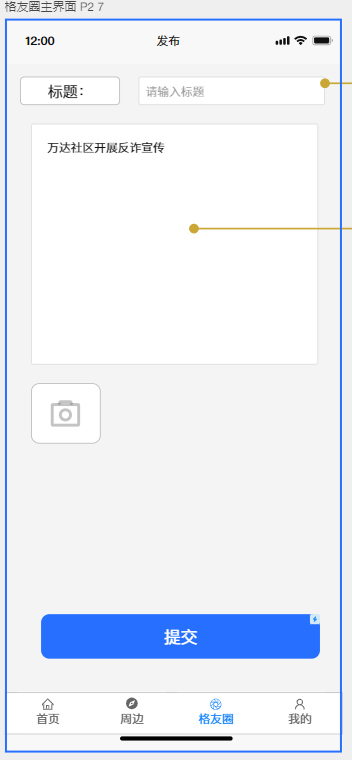 格友圈主界面 P2 7
12:00 发布
标题: 请输入标题
万达社区开展反诈宣传
提交
首页 周边 格友圈 我的